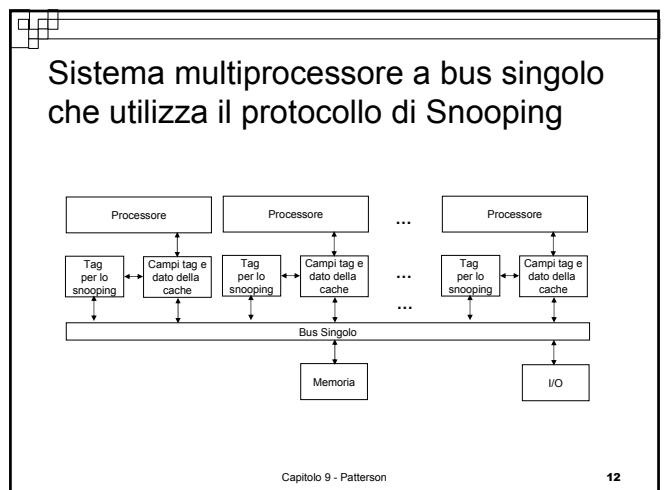 Sistema multiprocessore a bus singolo
che utilizza il protocollo di Snooping
Processore
Processore
...
Processore
Tag
per lo
snooping
Campi tag e
dato della
cache
Tag
per lo
snooping
Campi tag e
dato della
cache
...
Tag
per lo
snooping
Campi tag e
dato della
cache
...
Bus Singolo
Memoria
I/O
Capitolo 9 - Patterson
12